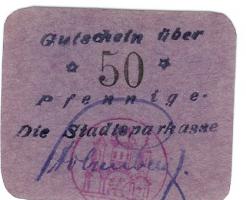 Gutschein über
* 50 *
Pfennige.
Die Stadtsparkasse